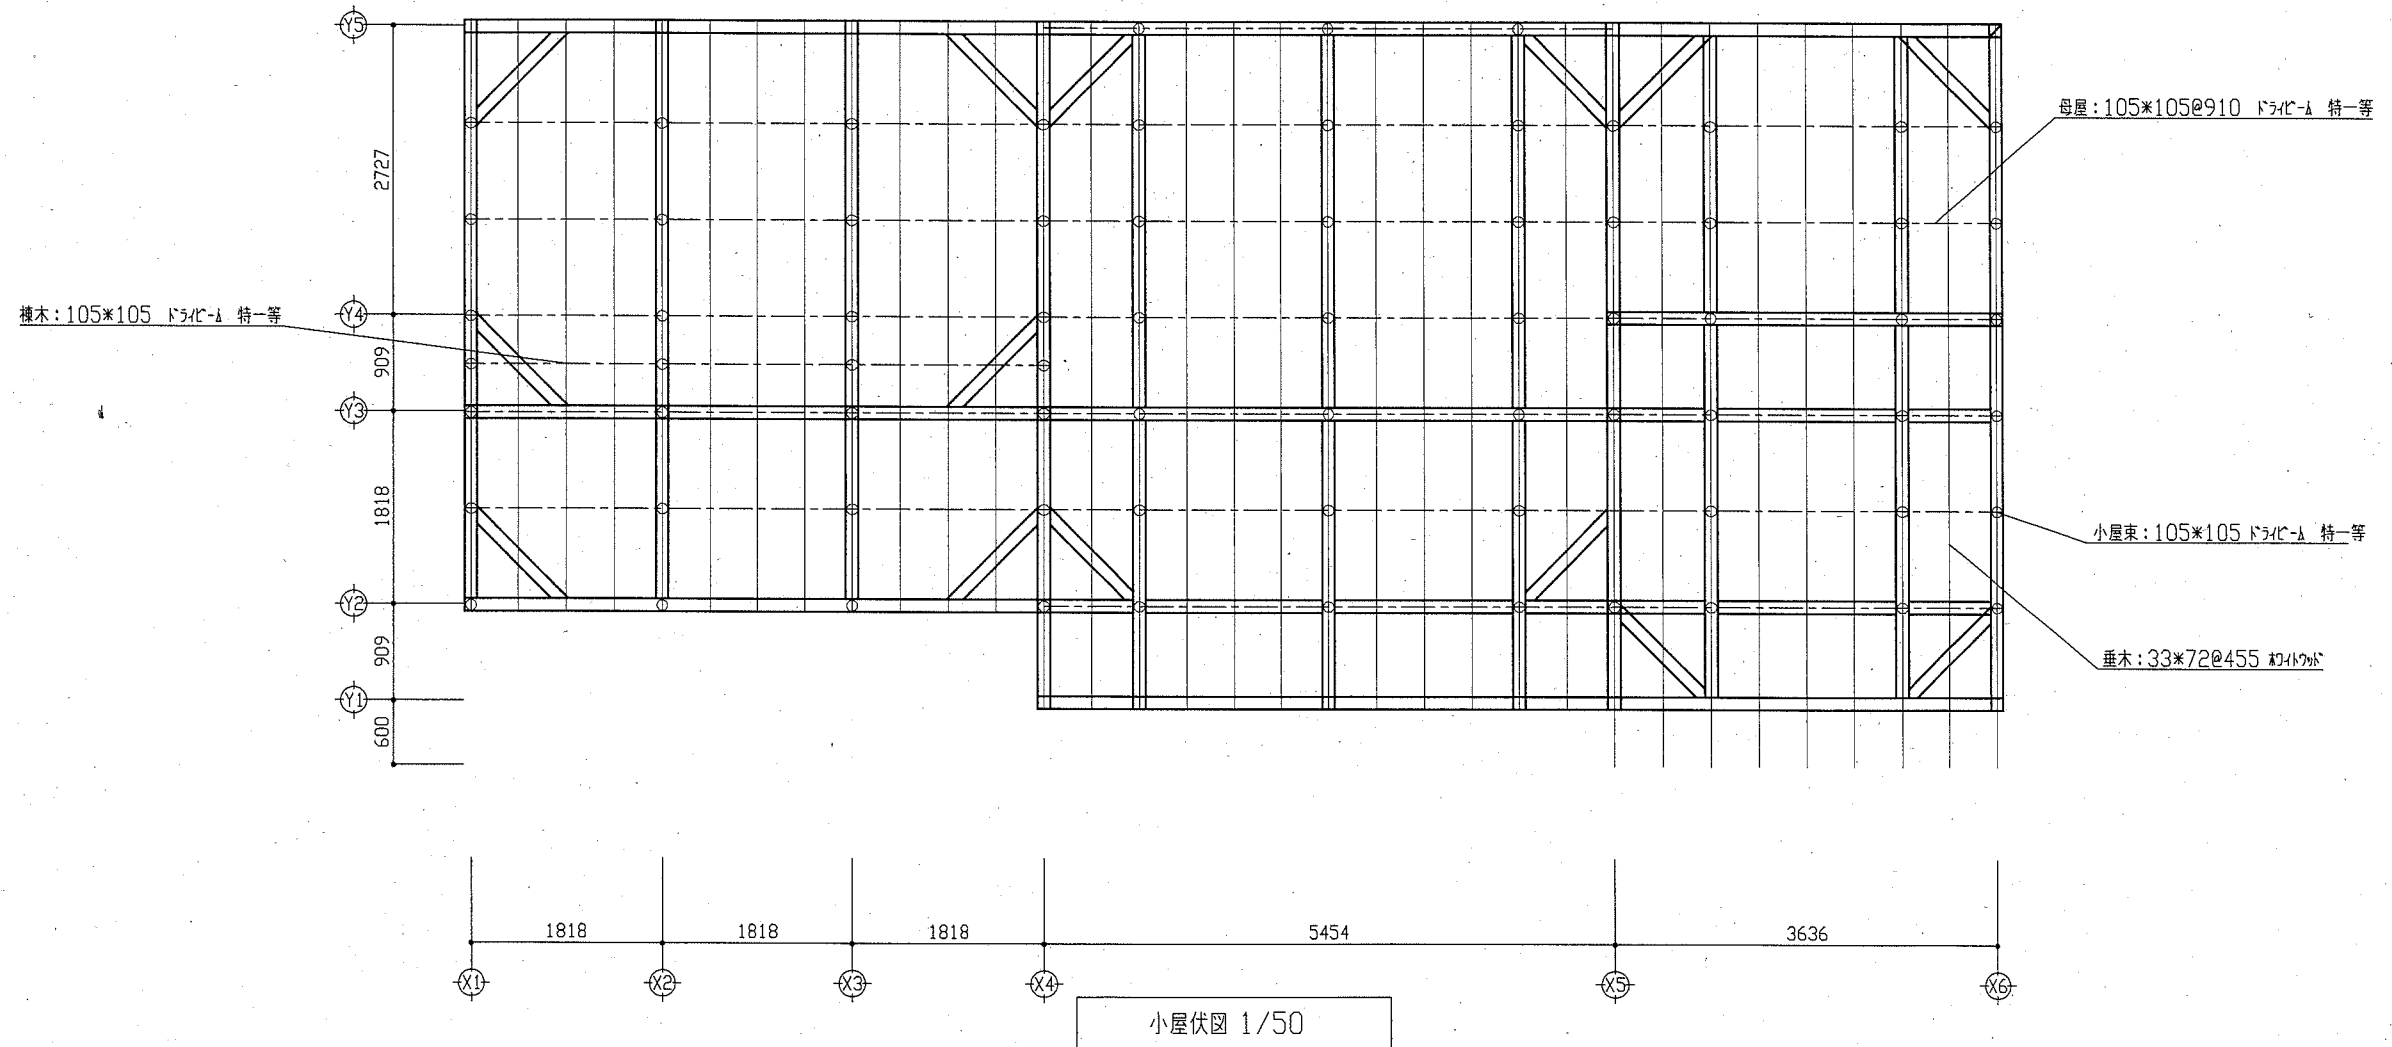 Y5
母屋：105*105@910 ﾄﾞﾗｲﾋﾞｰﾑ 特一等
2727
Y4
棟木：105*105 ﾄﾞﾗｲﾋﾞｰﾑ 特一等
909
Y3
1818
小屋束：105*105 ﾄﾞﾗｲﾋﾞｰﾑ 特一等
Y2
909
垂木：33*72@455 ﾎﾜｲﾄｳｯﾄﾞ
Y1
600
1818 1818 1818 5454 3636
X1 X2 X3 X4 X5 X6
小屋伏図 1/50